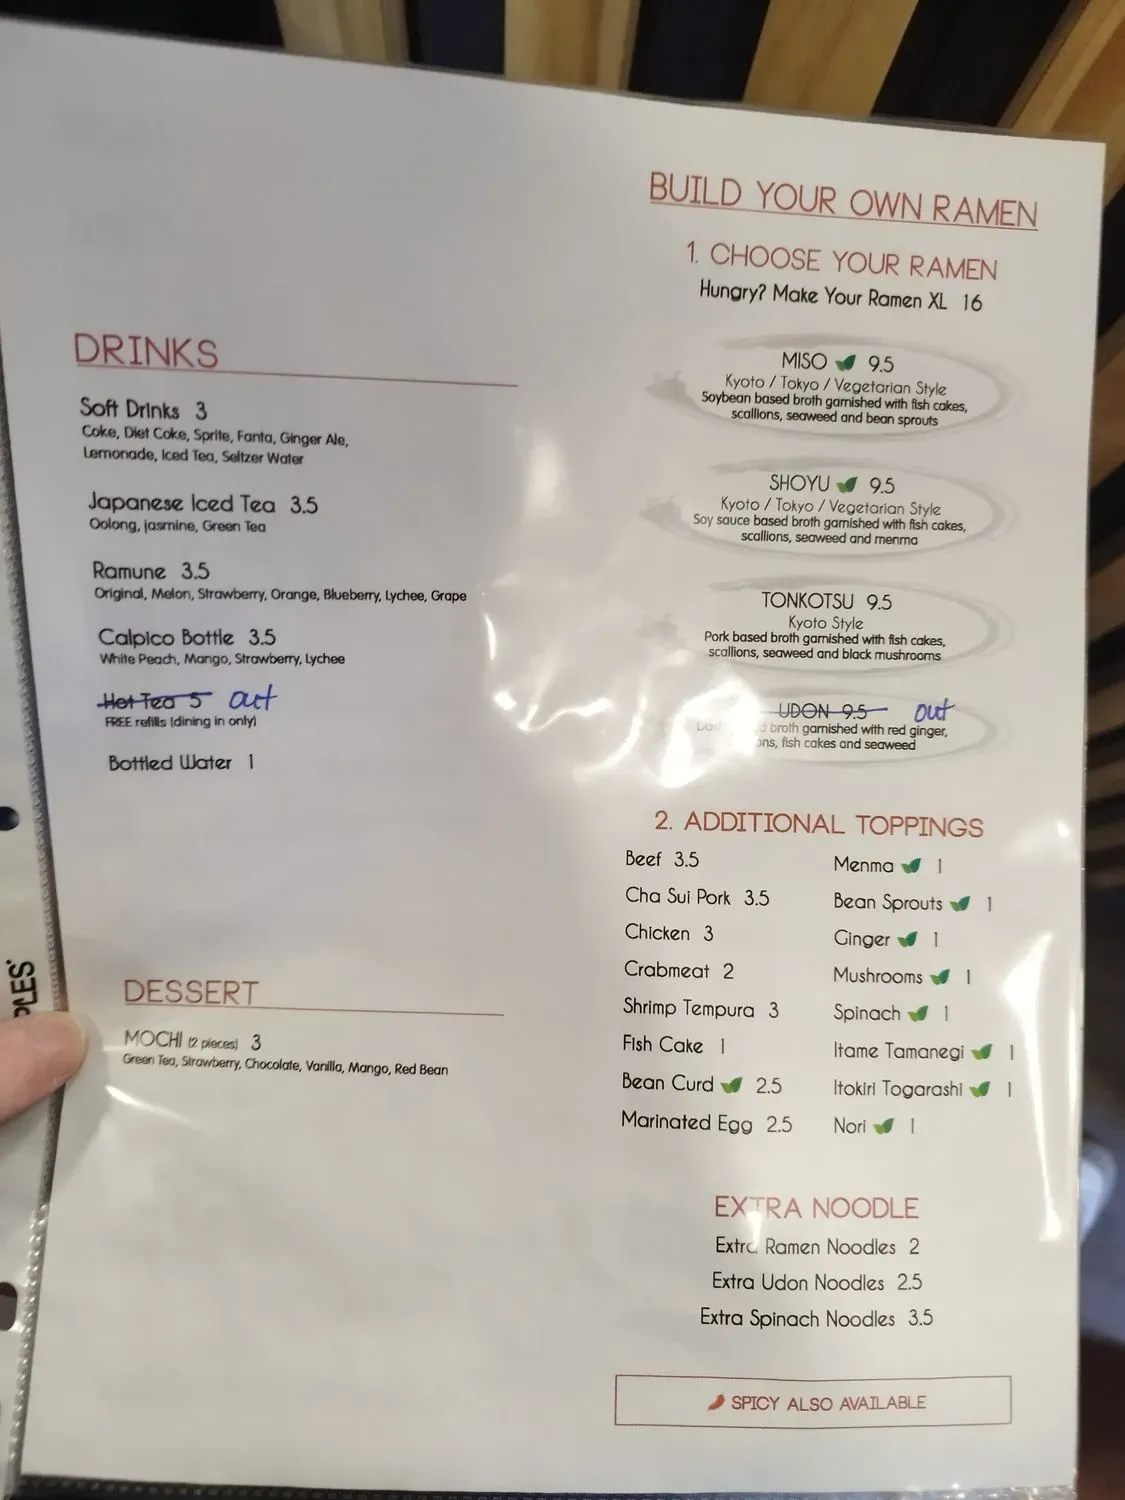 DRINKS
Soft Drinks 3
Coke, Diet Coke, Sprite, Fanta, Ginger Ale,
Lemonade, Iced Tea, Seltzer Water
Japanese Iced Tea 3.5
Oolong, jasmine, Green Tea
Ramune 3.5
Original, Melon, Strawberry, Orange, Blueberry, Lychee, Grape
Calpico Bottle 3.5
White Peach, Mango, Strawberry, Lychee
Hot Tea 5 out
FREE refills (dining in only)
Bottled Water 1
DESSERT
MOCHI (2 pieces) 3
Green Tea, Strawberry, Chocolate, Vanilla, Mango, Red Bean
BUILD YOUR OWN RAMEN
1. CHOOSE YOUR RAMEN
Hungry? Make Your Ramen XL 16
MISO 9.5
Kyoto / Tokyo / Vegetarian Style
Soybean based broth garnished with fish cakes,
scallions, seaweed and bean sprouts
SHOYU 9.5
Kyoto / Tokyo / Vegetarian Style
Soy sauce based broth garnished with fish cakes,
scallions, seaweed and menma
TONKOTSU 9.5
Kyoto Style
Pork based broth garnished with fish cakes,
scallions, seaweed and black mushrooms
UDON 9.5 out
broth garnished with red ginger,
fish cakes and seaweed
2. ADDITIONAL TOPPINGS
Beef 3.5
Cha Sui Pork 3.5
Chicken 3
Crabmeat 2
Shrimp Tempura 3
Fish Cake 1
Bean Curd 2.5
Marinated Egg 2.5
Menma 1
Bean Sprouts 1
Ginger 1
Mushrooms 1
Spinach 1
Itame Tamanegi 1
Itokiri Togarashi 1
Nori 1
EXTRA NOODLE
Extra Ramen Noodles 2
Extra Udon Noodles 2.5
Extra Spinach Noodles 3.5
SPICY ALSO AVAILABLE